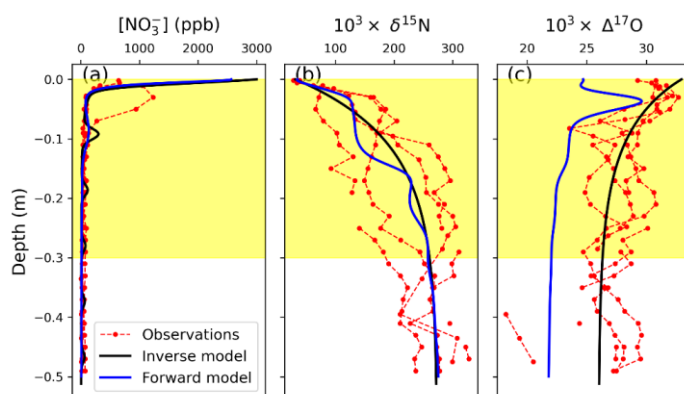 [NO₃⁻] (ppb)
10³ × δ¹⁵N
10³ × Δ¹⁷O
0 1000 2000 3000
100 200 300
20 25 30
(a)
(b)
(c)
Depth (m)
0.0
−0.1
−0.2
−0.3
−0.4
−0.5
Observations
Inverse model
Forward model